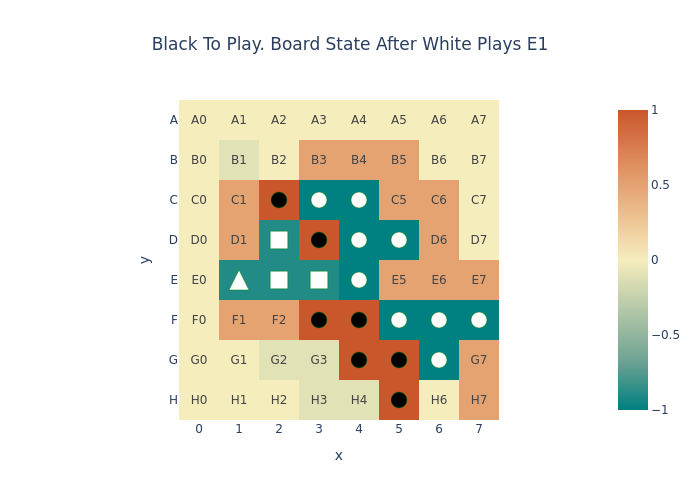 Black To Play. Board State After White Plays E1
A A0 A1 A2 A3 A4 A5 A6 A7
B B0 B1 B2 B3 B4 B5 B6 B7
C C0 C1 C5 C6 C7
D D0 D1 D6 D7
E E0 E5 E6 E7
F F0 F1 F2
G G0 G1 G2 G3 G7
H H0 H1 H2 H3 H4 H6 H7
0 1 2 3 4 5 6 7
x
y
1
0.5
0
−0.5
−1